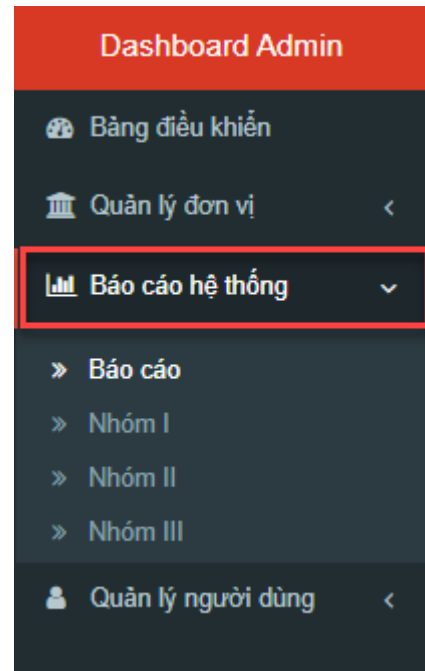 Dashboard Admin
Bảng điều khiển
Quản lý đơn vị
Báo cáo hệ thống
Báo cáo
Nhóm I
Nhóm II
Nhóm III
Quản lý người dùng